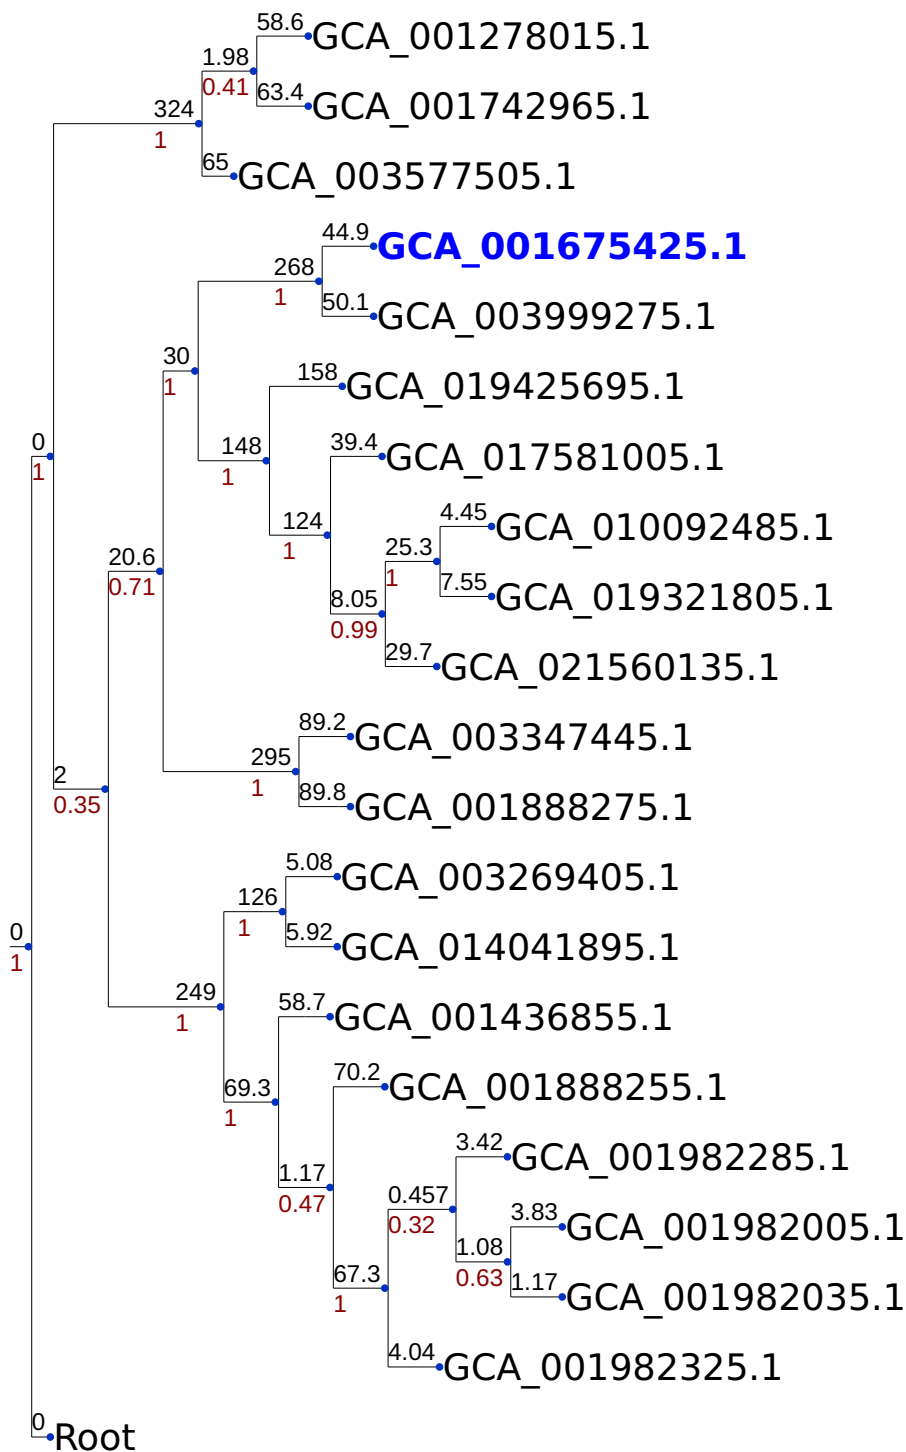 58.6
GCA_001278015.1
1.98
0.41
63.4
GCA_001742965.1
324
1
65
GCA_003577505.1
44.9
GCA_001675425.1
268
1
50.1
GCA_003999275.1
30
1
158
GCA_019425695.1
148
1
39.4
GCA_017581005.1
0
1
124
1
4.45
GCA_010092485.1
25.3
1
7.55
GCA_019321805.1
20.6
0.71
8.05
0.99
29.7
GCA_021560135.1
89.2
GCA_003347445.1
295
1
89.8
GCA_001888275.1
2
0.35
5.08
GCA_003269405.1
126
1
5.92
GCA_014041895.1
0
1
249
1
58.7
GCA_001436855.1
69.3
1
70.2
GCA_001888255.1
1.17
0.47
3.42
GCA_001982285.1
0.457
0.32
3.83
GCA_001982005.1
1.08
0.63
1.17
GCA_001982035.1
67.3
1
4.04
GCA_001982325.1
0
Root